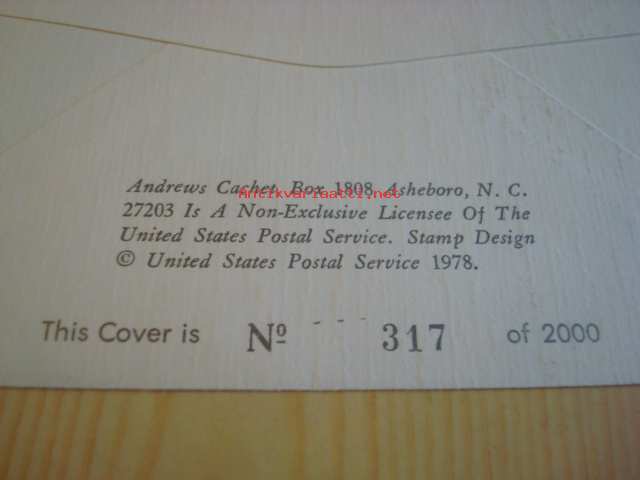 Andrews Cachet, Box 1808, Asheboro, N. C.
Antikvariaatti.net
27203 Is A Non-Exclusive Licensee Of The
United States Postal Service. Stamp Design
© United States Postal Service 1978.
This Cover is Nº 317 of 2000